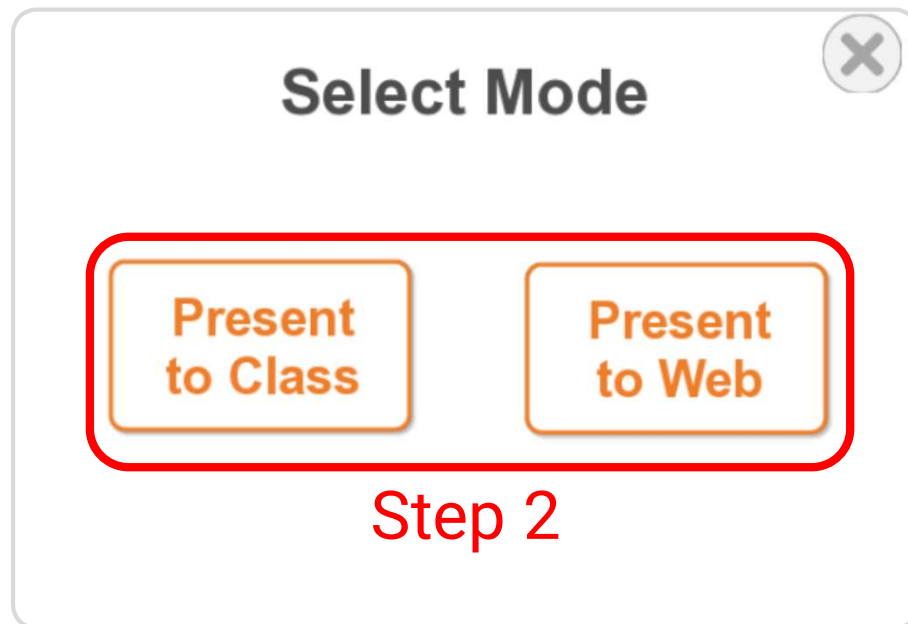 Select Mode
Present
to Class
Present
to Web
Step 2